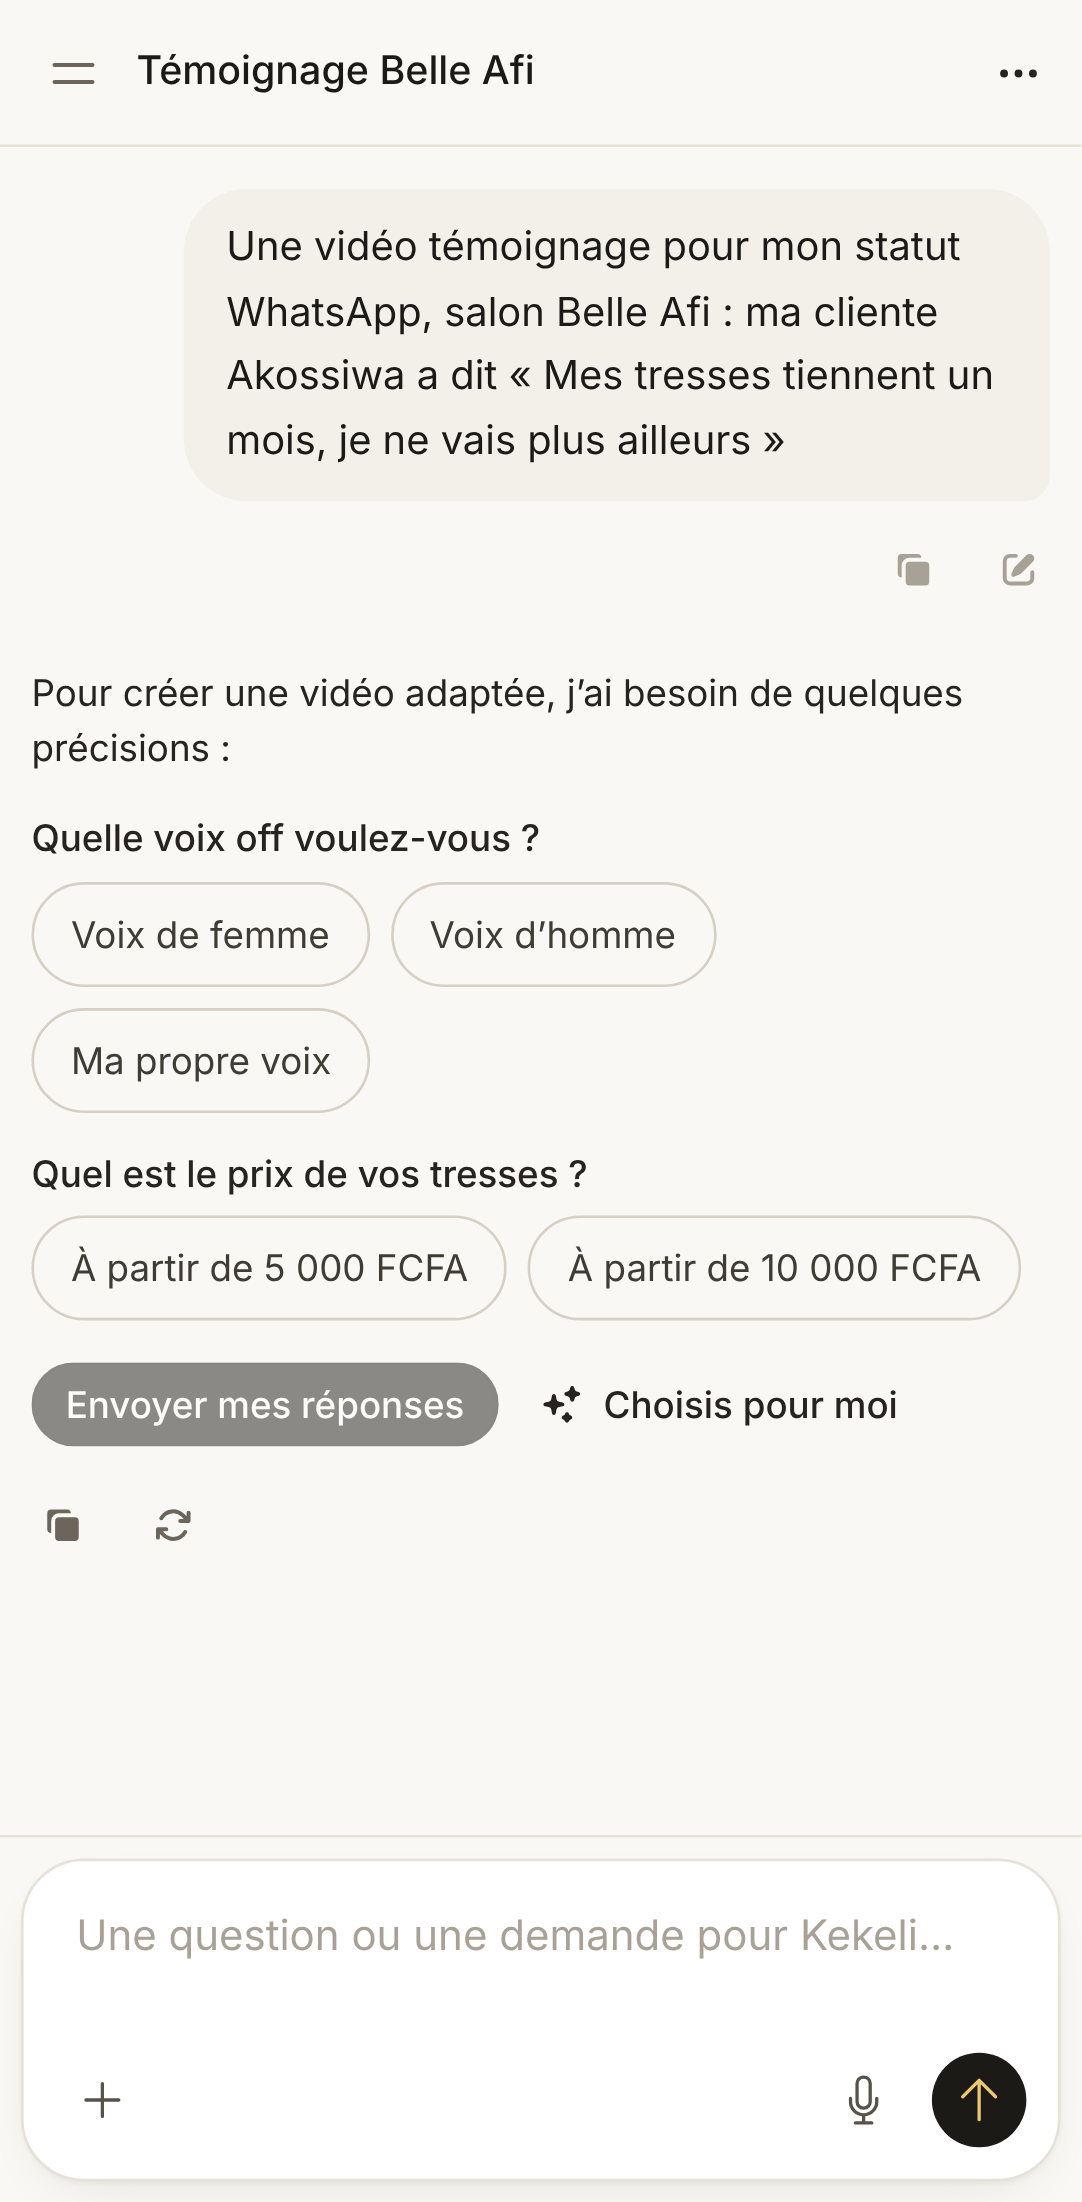 Témoignage Belle Afi
Une vidéo témoignage pour mon statut
WhatsApp, salon Belle Afi : ma cliente
Akossiwa a dit « Mes tresses tiennent un
mois, je ne vais plus ailleurs »
Pour créer une vidéo adaptée, j’ai besoin de quelques
précisions :
Quelle voix off voulez-vous ?
Voix de femme
Voix d’homme
Ma propre voix
Quel est le prix de vos tresses ?
À partir de 5 000 FCFA
À partir de 10 000 FCFA
Envoyer mes réponses
Choisis pour moi
Une question ou une demande pour Kekeli...